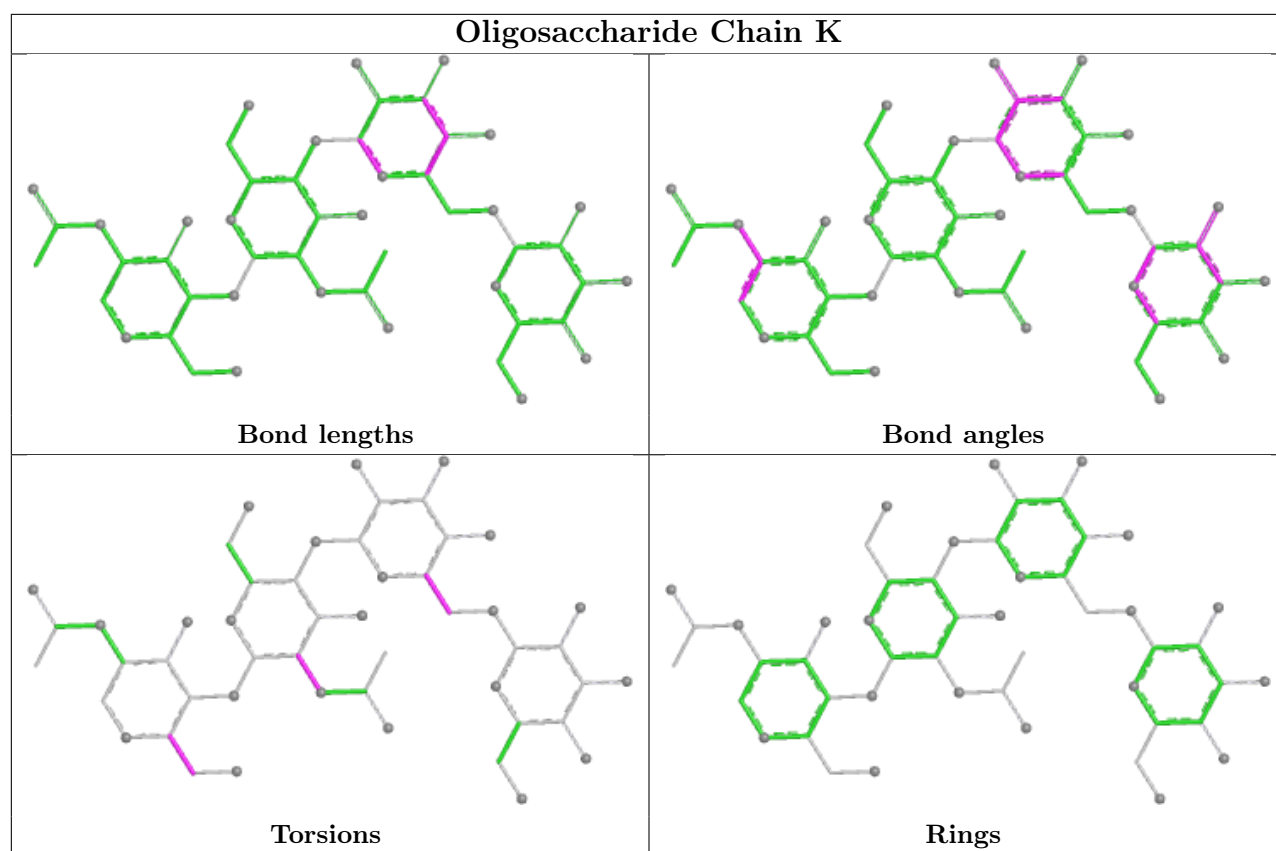 Oligosaccharide Chain K
Bond lengths
Bond angles
Torsions
Rings